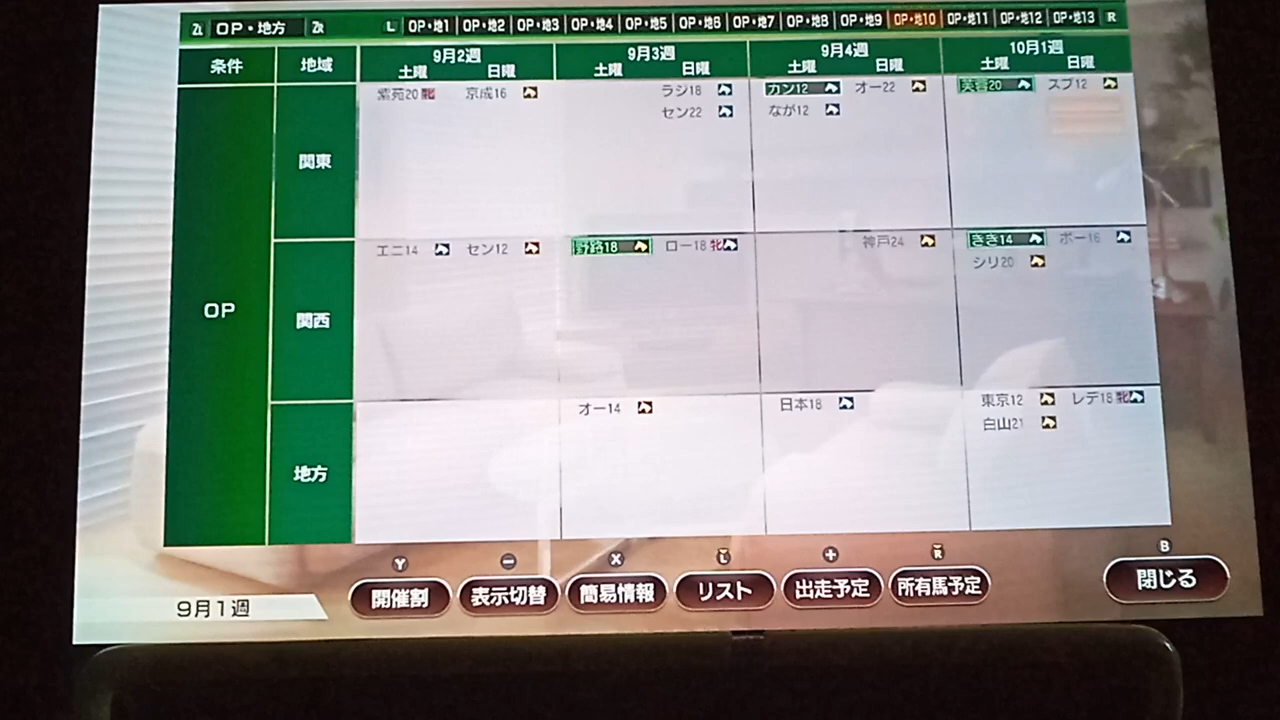 ZL OP・地方 ZR L OP・地1 OP・地2 OP・地3 OP・地4 OP・地5 OP・地6 OP・地7 OP・地8 OP・地9 OP・地10 OP・地11 OP・地12 OP・地13 R
条件 地域 9月2週 9月3週 9月4週 10月1週
土曜 日曜 土曜 日曜 土曜 日曜 土曜 日曜
OP
関東
紫苑20 牝 京成16 ラジ18 カン12 オー22 芙蓉20 スプ12
セン22 なが12
関西
エニ14 セン12 野路18 ロー18 牝 神戸24 ききょう14 ポー16
シリ20
地方
オー14 日本18 東京12 レデ18 牝
白山21
Y − X L + R B
開催割 表示切替 簡易情報 リスト 出走予定 所有馬予定 閉じる
9月1週